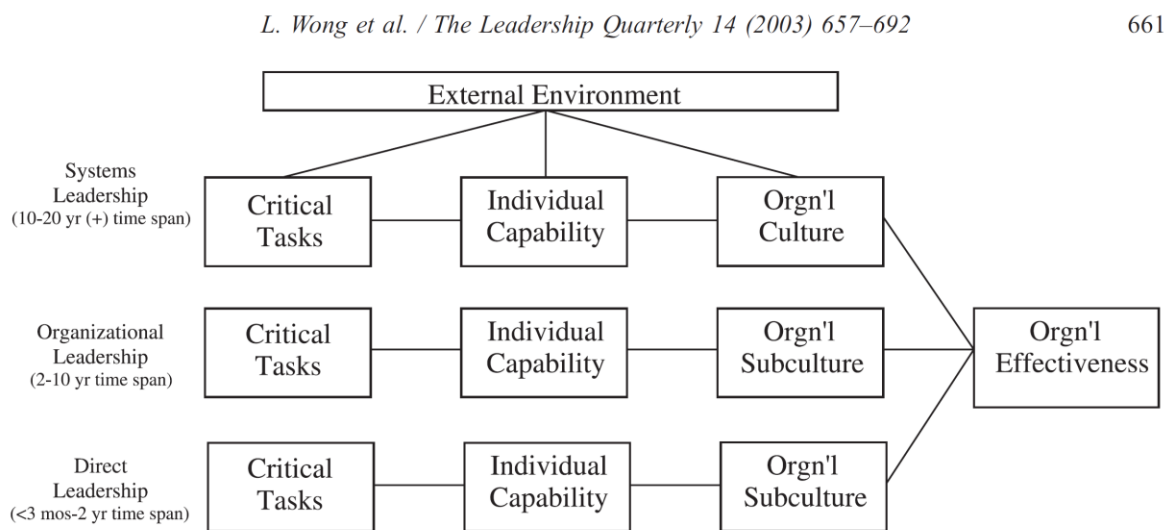 L. Wong et al. / The Leadership Quarterly 14 (2003) 657–692 661
External Environment
Systems
Leadership
(10-20 yr (+) time span)
Critical
Tasks
Individual
Capability
Orgn'l
Culture
Organizational
Leadership
(2-10 yr time span)
Critical
Tasks
Individual
Capability
Orgn'l
Subculture
Orgn'l
Effectiveness
Direct
Leadership
(<3 mos-2 yr time span)
Critical
Tasks
Individual
Capability
Orgn'l
Subculture